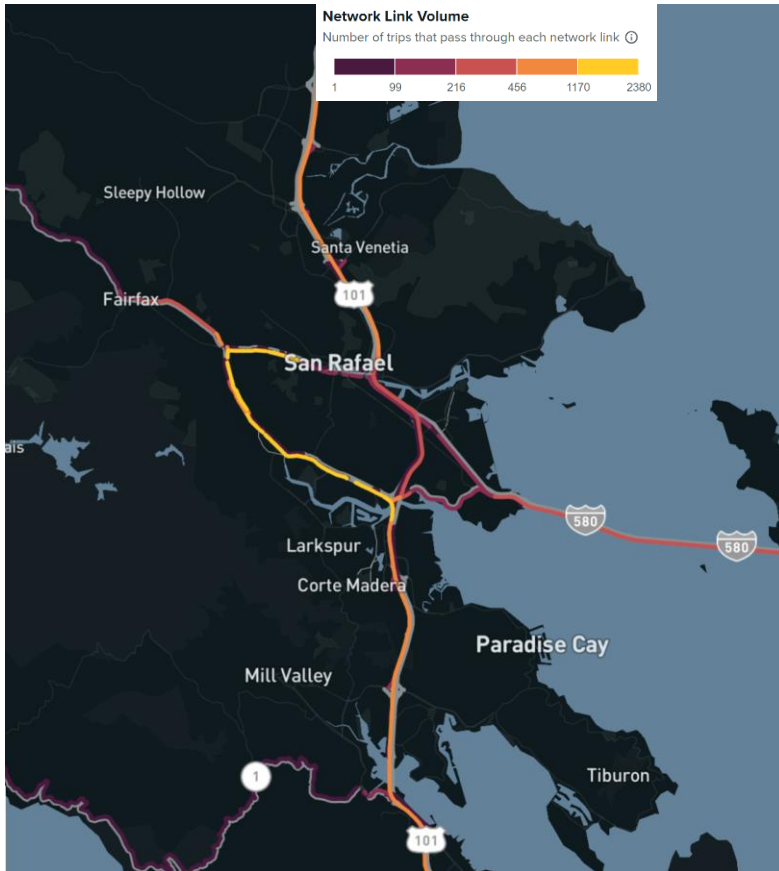 Network Link Volume
Number of trips that pass through each network link
1 99 216 456 1170 2380
Sleepy Hollow
Santa Venetia
101
Fairfax
San Rafael
ais
580
580
Larkspur
Corte Madera
Paradise Cay
Mill Valley
1
Tiburon
101